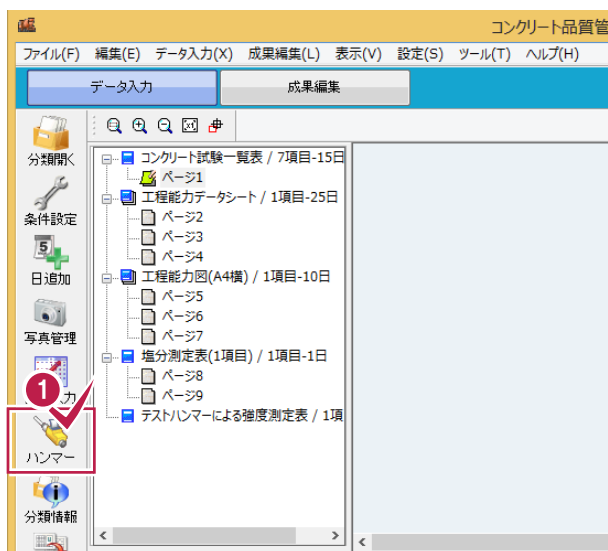 コンクリート品質管
ファイル(F) 編集(E) データ入力(X) 成果編集(L) 表示(V) 設定(S) ツール(T) ヘルプ(H)
データ入力 成果編集
分類開く
条件設定
5
日追加
写真管理
力
1
ハンマー
分類情報
x1
コンクリート試験一覧表 / 7項目-15日
ページ1
工程能力データシート / 1項目-25日
ページ2
ページ3
ページ4
工程能力図(A4横) / 1項目-10日
ページ5
ページ6
ページ7
塩分測定表(1項目) / 1項目-1日
ページ8
ページ9
テストハンマーによる強度測定表 / 1項